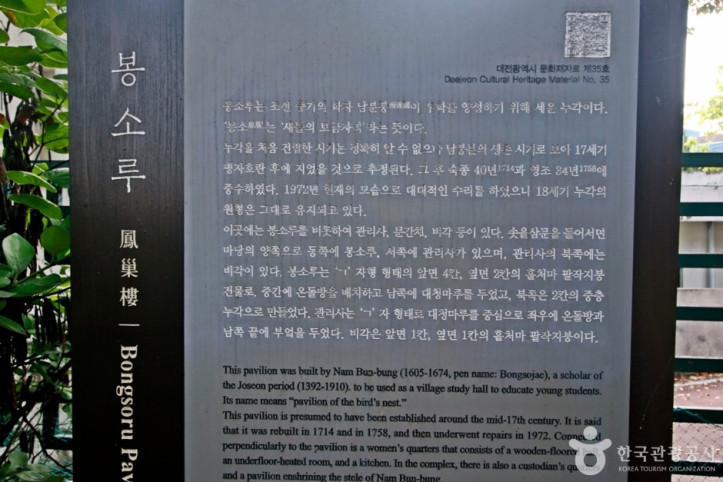 봉소루
鳳巢樓
Bongsoru Pav
대전광역시 문화재자료 제35호
Daejeon Cultural Heritage Material No. 35
봉소루는 조선 중기의 학자 남분붕이 후학을 양성하기 위해 세운 누각이다.
'봉소'는 '새들의 보금자리'라는 뜻이다.
누각을 처음 건립한 시기는 정확히 알 수 없으나 남분붕의 생존 시기로 보아 17세기
병자호란 후에 지었을 것으로 추정된다. 그 후 숙종 40년1714과 영조 34년1758에
중수하였다. 1972년 현재의 모습으로 대대적인 수리를 하였으니 18세기 누각의
원형은 그대로 유지되고 있다.
이곳에는 봉소루를 비롯하여 관리사, 문간채, 비각 등이 있다. 솟을삼문을 들어서면
마당의 양쪽으로 동쪽에 봉소루, 서쪽에 관리사가 있으며, 관리사의 북쪽에는
비각이 있다. 봉소루는 'ㄱ' 자형 형태의 앞면 4칸, 옆면 2칸의 홑처마 팔작지붕
건물로, 중간에 온돌방을 배치하고 남쪽에 대청마루를 두었고, 북쪽은 2칸의 중층
누각으로 만들었다. 관리사는 'ㄱ' 자 형태로 대청마루를 중심으로 좌우에 온돌방과
남쪽 끝에 부엌을 두었다. 비각은 앞면 1칸, 옆면 1칸의 홑처마 팔작지붕이다.
This pavilion was built by Nam Bun-bung (1605-1674, pen name: Bongsojae), a scholar of
the Joseon period (1392-1910). to be used as a village study hall to educate young students.
Its name means “pavilion of the bird's nest.”
This pavilion is presumed to have been established around the mid-17th century. It is said
that it was rebuilt in 1714 and in 1758, and then underwent repairs in 1972. Connected
perpendicularly to the pavilion is a women's quarters that consists of a wooden-floored
an underfloor-heated room, and a kitchen. In the complex, there is also a custodian's
and a pavilion enshrining the stele of Nam Bun-bung.
한국관광공사
KOREA TOURISM ORGANIZATION